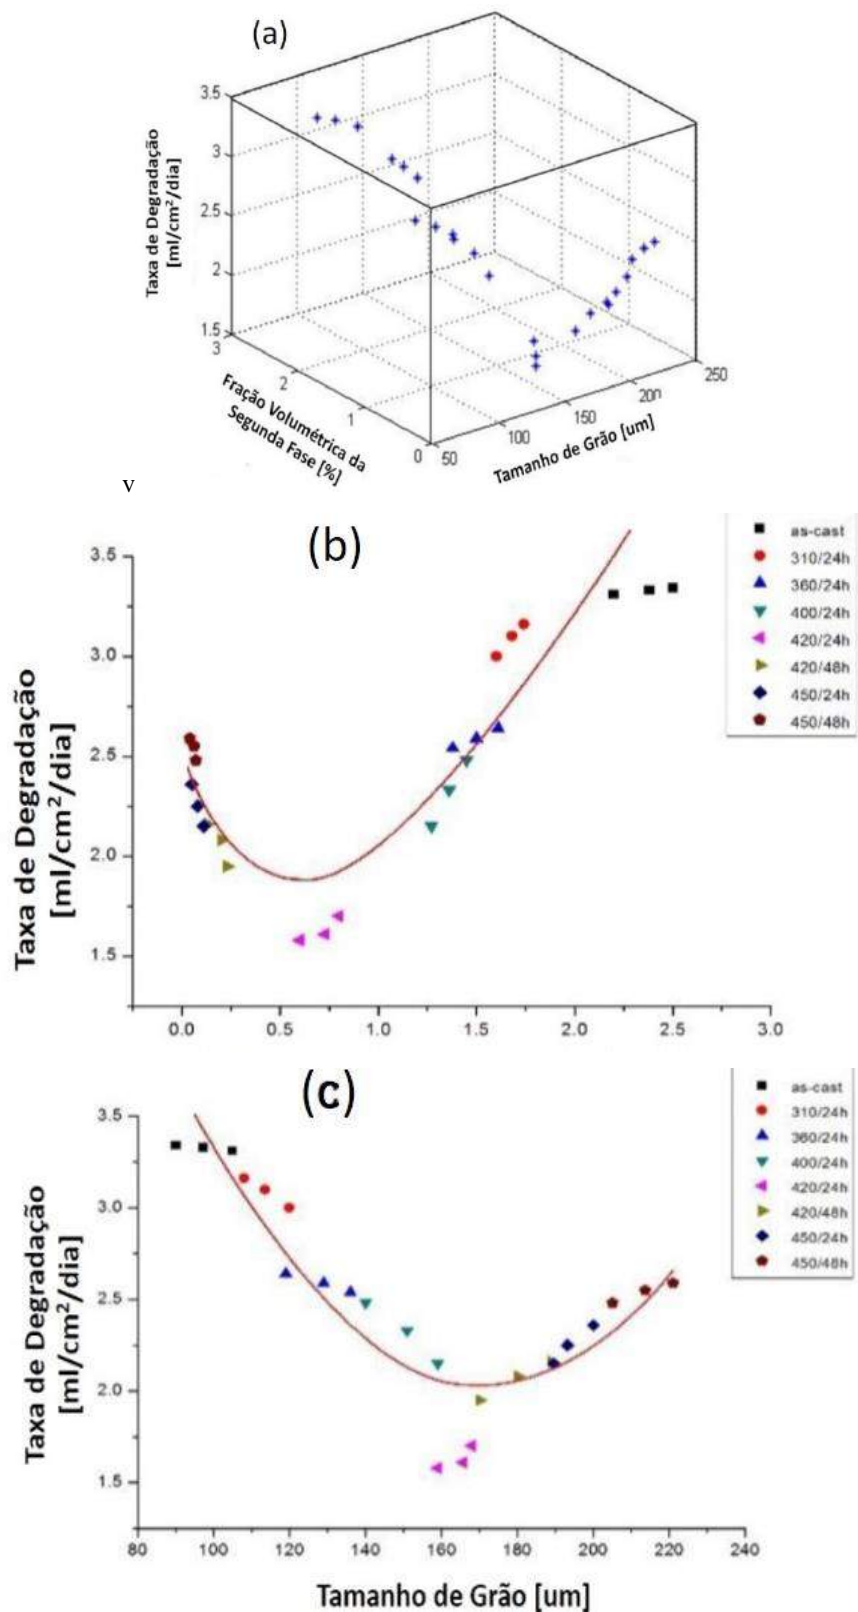 (a)
3.5
3
2.5
2
1.5
Taxa de Degradação
[ml/cm²/dia]
3
2
1
0
Fração Volumétrica da
Segunda Fase [%]
50
100
150
200
250
Tamanho de Grão [um]
v
(b)
3.5
3.0
2.5
2.0
1.5
Taxa de Degradação
[ml/cm²/dia]
0.0 0.5 1.0 1.5 2.0 2.5 3.0
as-cast
310/24h
360/24h
400/24h
420/24h
420/48h
450/24h
450/48h
(c)
3.5
3.0
2.5
2.0
1.5
Taxa de Degradação
[ml/cm²/dia]
80 100 120 140 160 180 200 220 240
Tamanho de Grão [um]
as-cast
310/24h
360/24h
400/24h
420/24h
420/48h
450/24h
450/48h